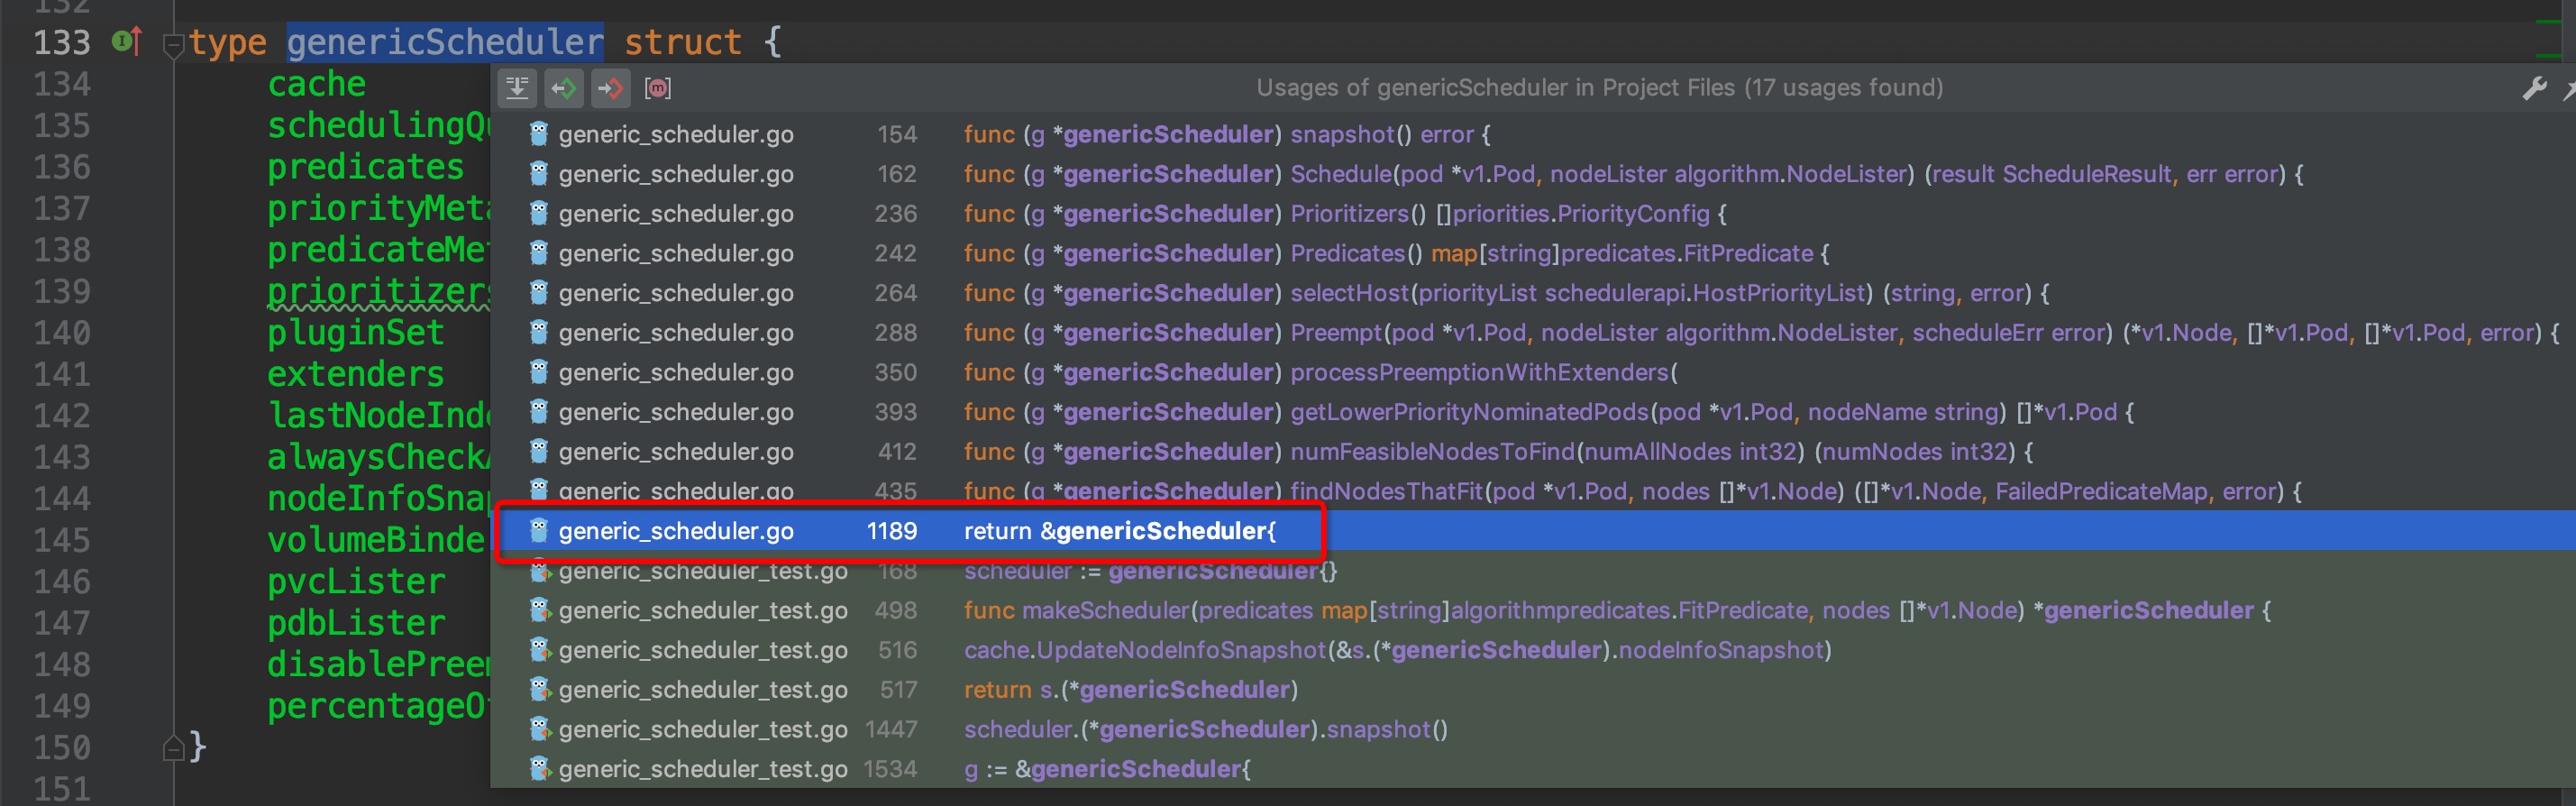 132
133 type genericScheduler struct {
134 cache
135 schedulingQu
136 predicates
137 priorityMeta
138 predicateMet
139 prioritizers
140 pluginSet
141 extenders
142 lastNodeInde
143 alwaysCheckA
144 nodeInfoSnap
145 volumeBinde
146 pvcLister
147 pdbLister
148 disablePreem
149 percentageOf
150 }
151
Usages of genericScheduler in Project Files (17 usages found)
generic_scheduler.go 154 func (g *genericScheduler) snapshot() error {
generic_scheduler.go 162 func (g *genericScheduler) Schedule(pod *v1.Pod, nodeLister algorithm.NodeLister) (result ScheduleResult, err error) {
generic_scheduler.go 236 func (g *genericScheduler) Prioritizers() []priorities.PriorityConfig {
generic_scheduler.go 242 func (g *genericScheduler) Predicates() map[string]predicates.FitPredicate {
generic_scheduler.go 264 func (g *genericScheduler) selectHost(priorityList schedulerapi.HostPriorityList) (string, error) {
generic_scheduler.go 288 func (g *genericScheduler) Preempt(pod *v1.Pod, nodeLister algorithm.NodeLister, scheduleErr error) (*v1.Node, []*v1.Pod, []*v1.Pod, error) {
generic_scheduler.go 350 func (g *genericScheduler) processPreemptionWithExtenders(
generic_scheduler.go 393 func (g *genericScheduler) getLowerPriorityNominatedPods(pod *v1.Pod, nodeName string) []*v1.Pod {
generic_scheduler.go 412 func (g *genericScheduler) numFeasibleNodesToFind(numAllNodes int32) (numNodes int32) {
generic_scheduler.go 435 func (g *genericScheduler) findNodesThatFit(pod *v1.Pod, nodes []*v1.Node) ([]*v1.Node, FailedPredicateMap, error) {
generic_scheduler.go 1189 return &genericScheduler{
generic_scheduler_test.go 168 scheduler := genericScheduler{}
generic_scheduler_test.go 498 func makeScheduler(predicates map[string]algorithmpredicates.FitPredicate, nodes []*v1.Node) *genericScheduler {
generic_scheduler_test.go 516 cache.UpdateNodeInfoSnapshot(&s.(*genericScheduler).nodeInfoSnapshot)
generic_scheduler_test.go 517 return s.(*genericScheduler)
generic_scheduler_test.go 1447 scheduler.(*genericScheduler).snapshot()
generic_scheduler_test.go 1534 g := &genericScheduler{